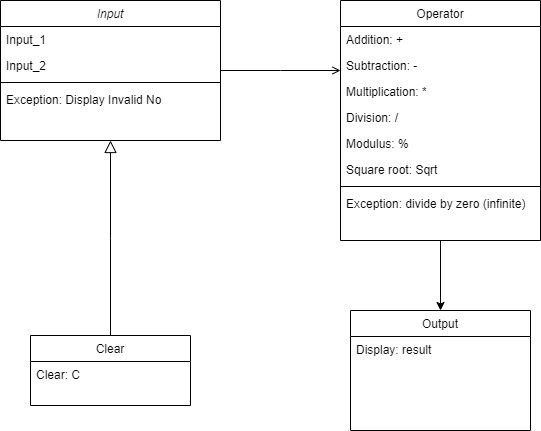 Input
Input_1
Input_2
Exception: Display Invalid No
Operator
Addition: +
Subtraction: -
Multiplication: *
Division: /
Modulus: %
Square root: Sqrt
Exception: divide by zero (infinite)
Clear
Clear: C
Output
Display: result